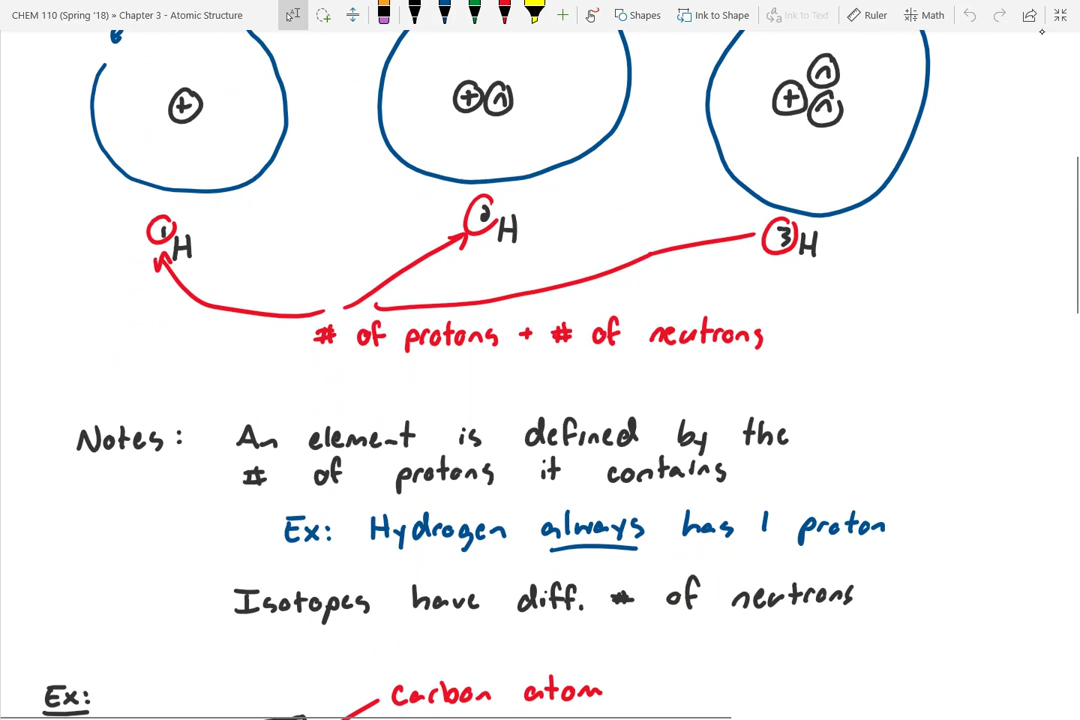 CHEM 110 (Spring '18) » Chapter 3 - Atomic Structure
Shapes
Ink to Shape
Ink to Text
Ruler
Math
+
+ n
+ n n
1 H
2 H
3 H
# of protons + # of neutrons
Notes: An element is defined by the
# of protons it contains
Ex: Hydrogen always has 1 proton
Isotopes have diff. # of neutrons
Ex:
carbon atom